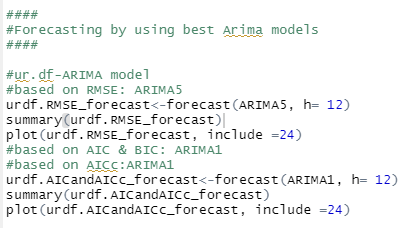 ####
#Forecasting by using best Arima models
####
#ur.df-ARIMA model
#based on RMSE: ARIMA5
urdf.RMSE_forecast<-forecast(ARIMA5, h= 12)
summary(urdf.RMSE_forecast)
plot(urdf.RMSE_forecast, include =24)
#based on AIC & BIC: ARIMA1
#based on AICc:ARIMA1
urdf.AICandAICc_forecast<-forecast(ARIMA1, h= 12)
summary(urdf.AICandAICc_forecast)
plot(urdf.AICandAICc_forecast, include =24)